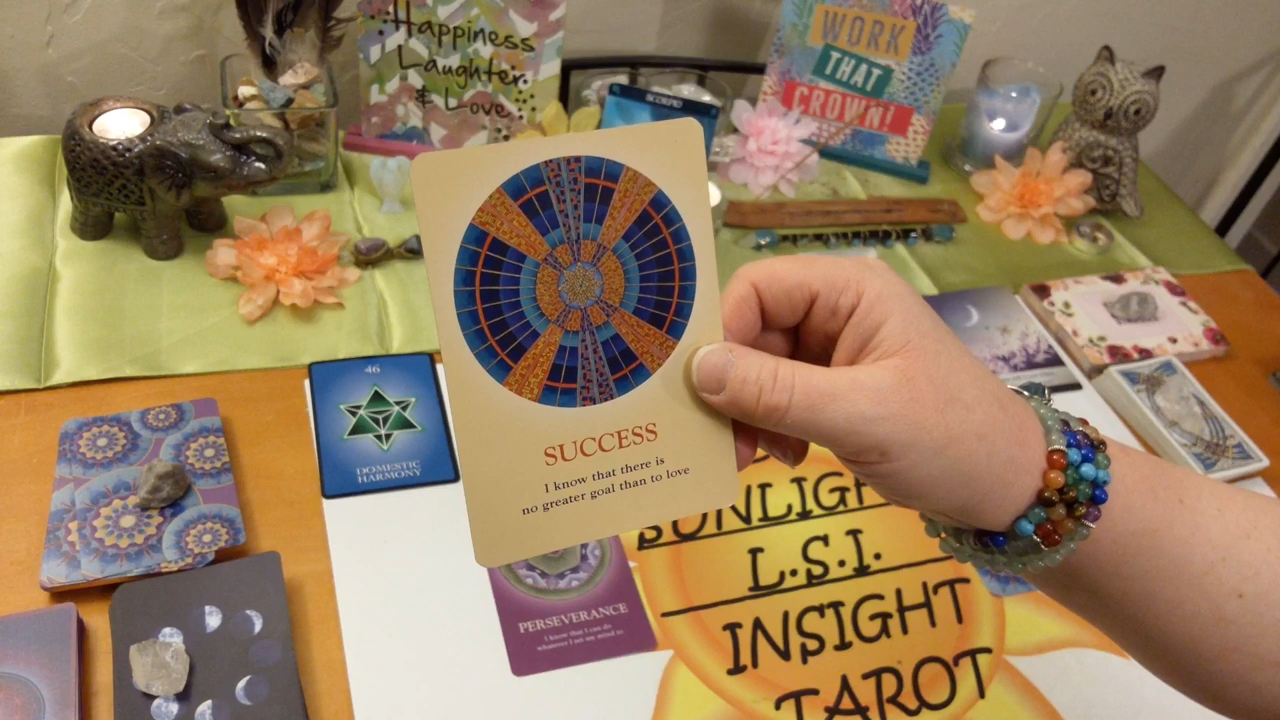 Happiness
Laughter
& Love
SCORPIO
WORK
THAT
CROWN!
46
DOMESTIC
HARMONY
SUCCESS
I know that there is
no greater goal than to love
PERSEVERANCE
I know that I can do
whatever I set my mind to
SONLIGHT
L.S.I.
INSIGHT
TAROT